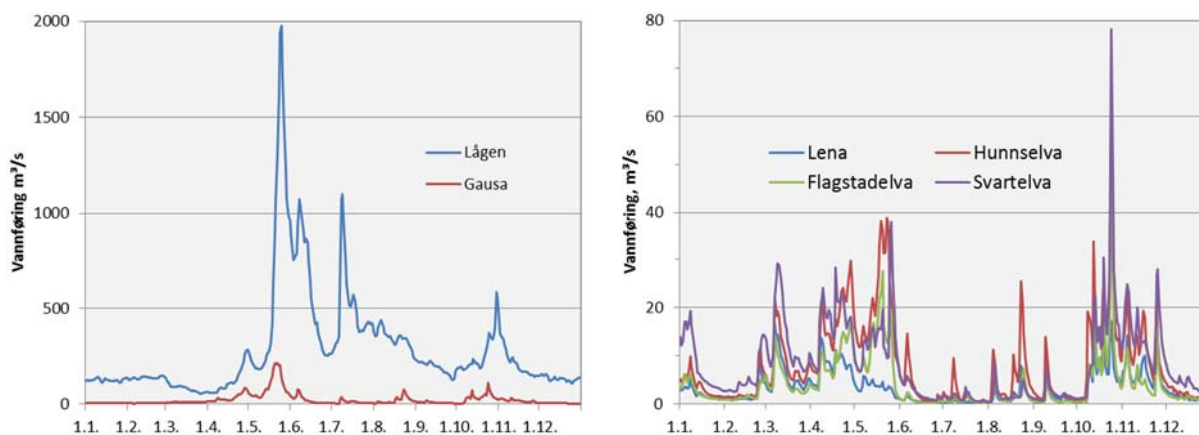 Vannføring m³/s
2000
1500
1000
500
0
Lågen
Gausa
1.1. 1.2. 1.3. 1.4. 1.5. 1.6. 1.7. 1.8. 1.9. 1.10. 1.11. 1.12.
Vannføring, m³/s
80
60
40
20
0
Lena Hunnselva
Flagstadelva Svartelva
1.1. 1.2. 1.3. 1.4. 1.5. 1.6. 1.7. 1.8. 1.9. 1.10. 1.11. 1.12.